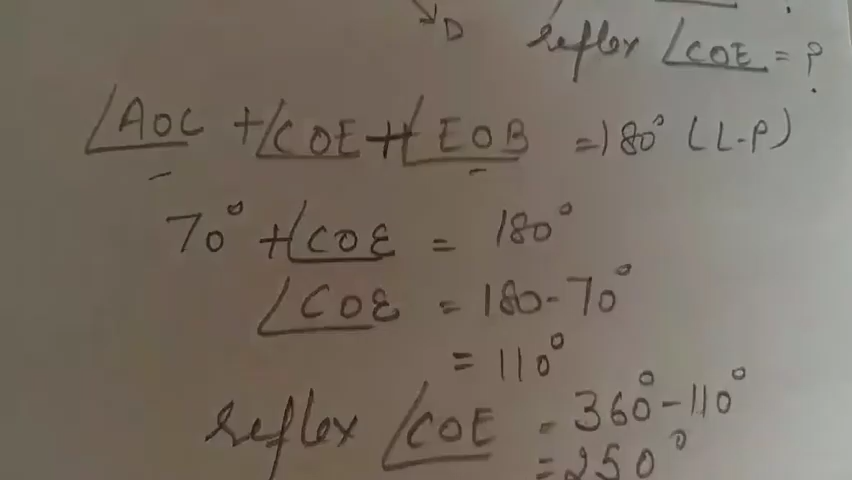 D
reflex ∠COE = ?
∠AOC + ∠COE + ∠EOB = 180° (L.P)
70° + ∠COE = 180°
∠COE = 180 - 70°
= 110°
reflex ∠COE = 360° - 110°
= 250°